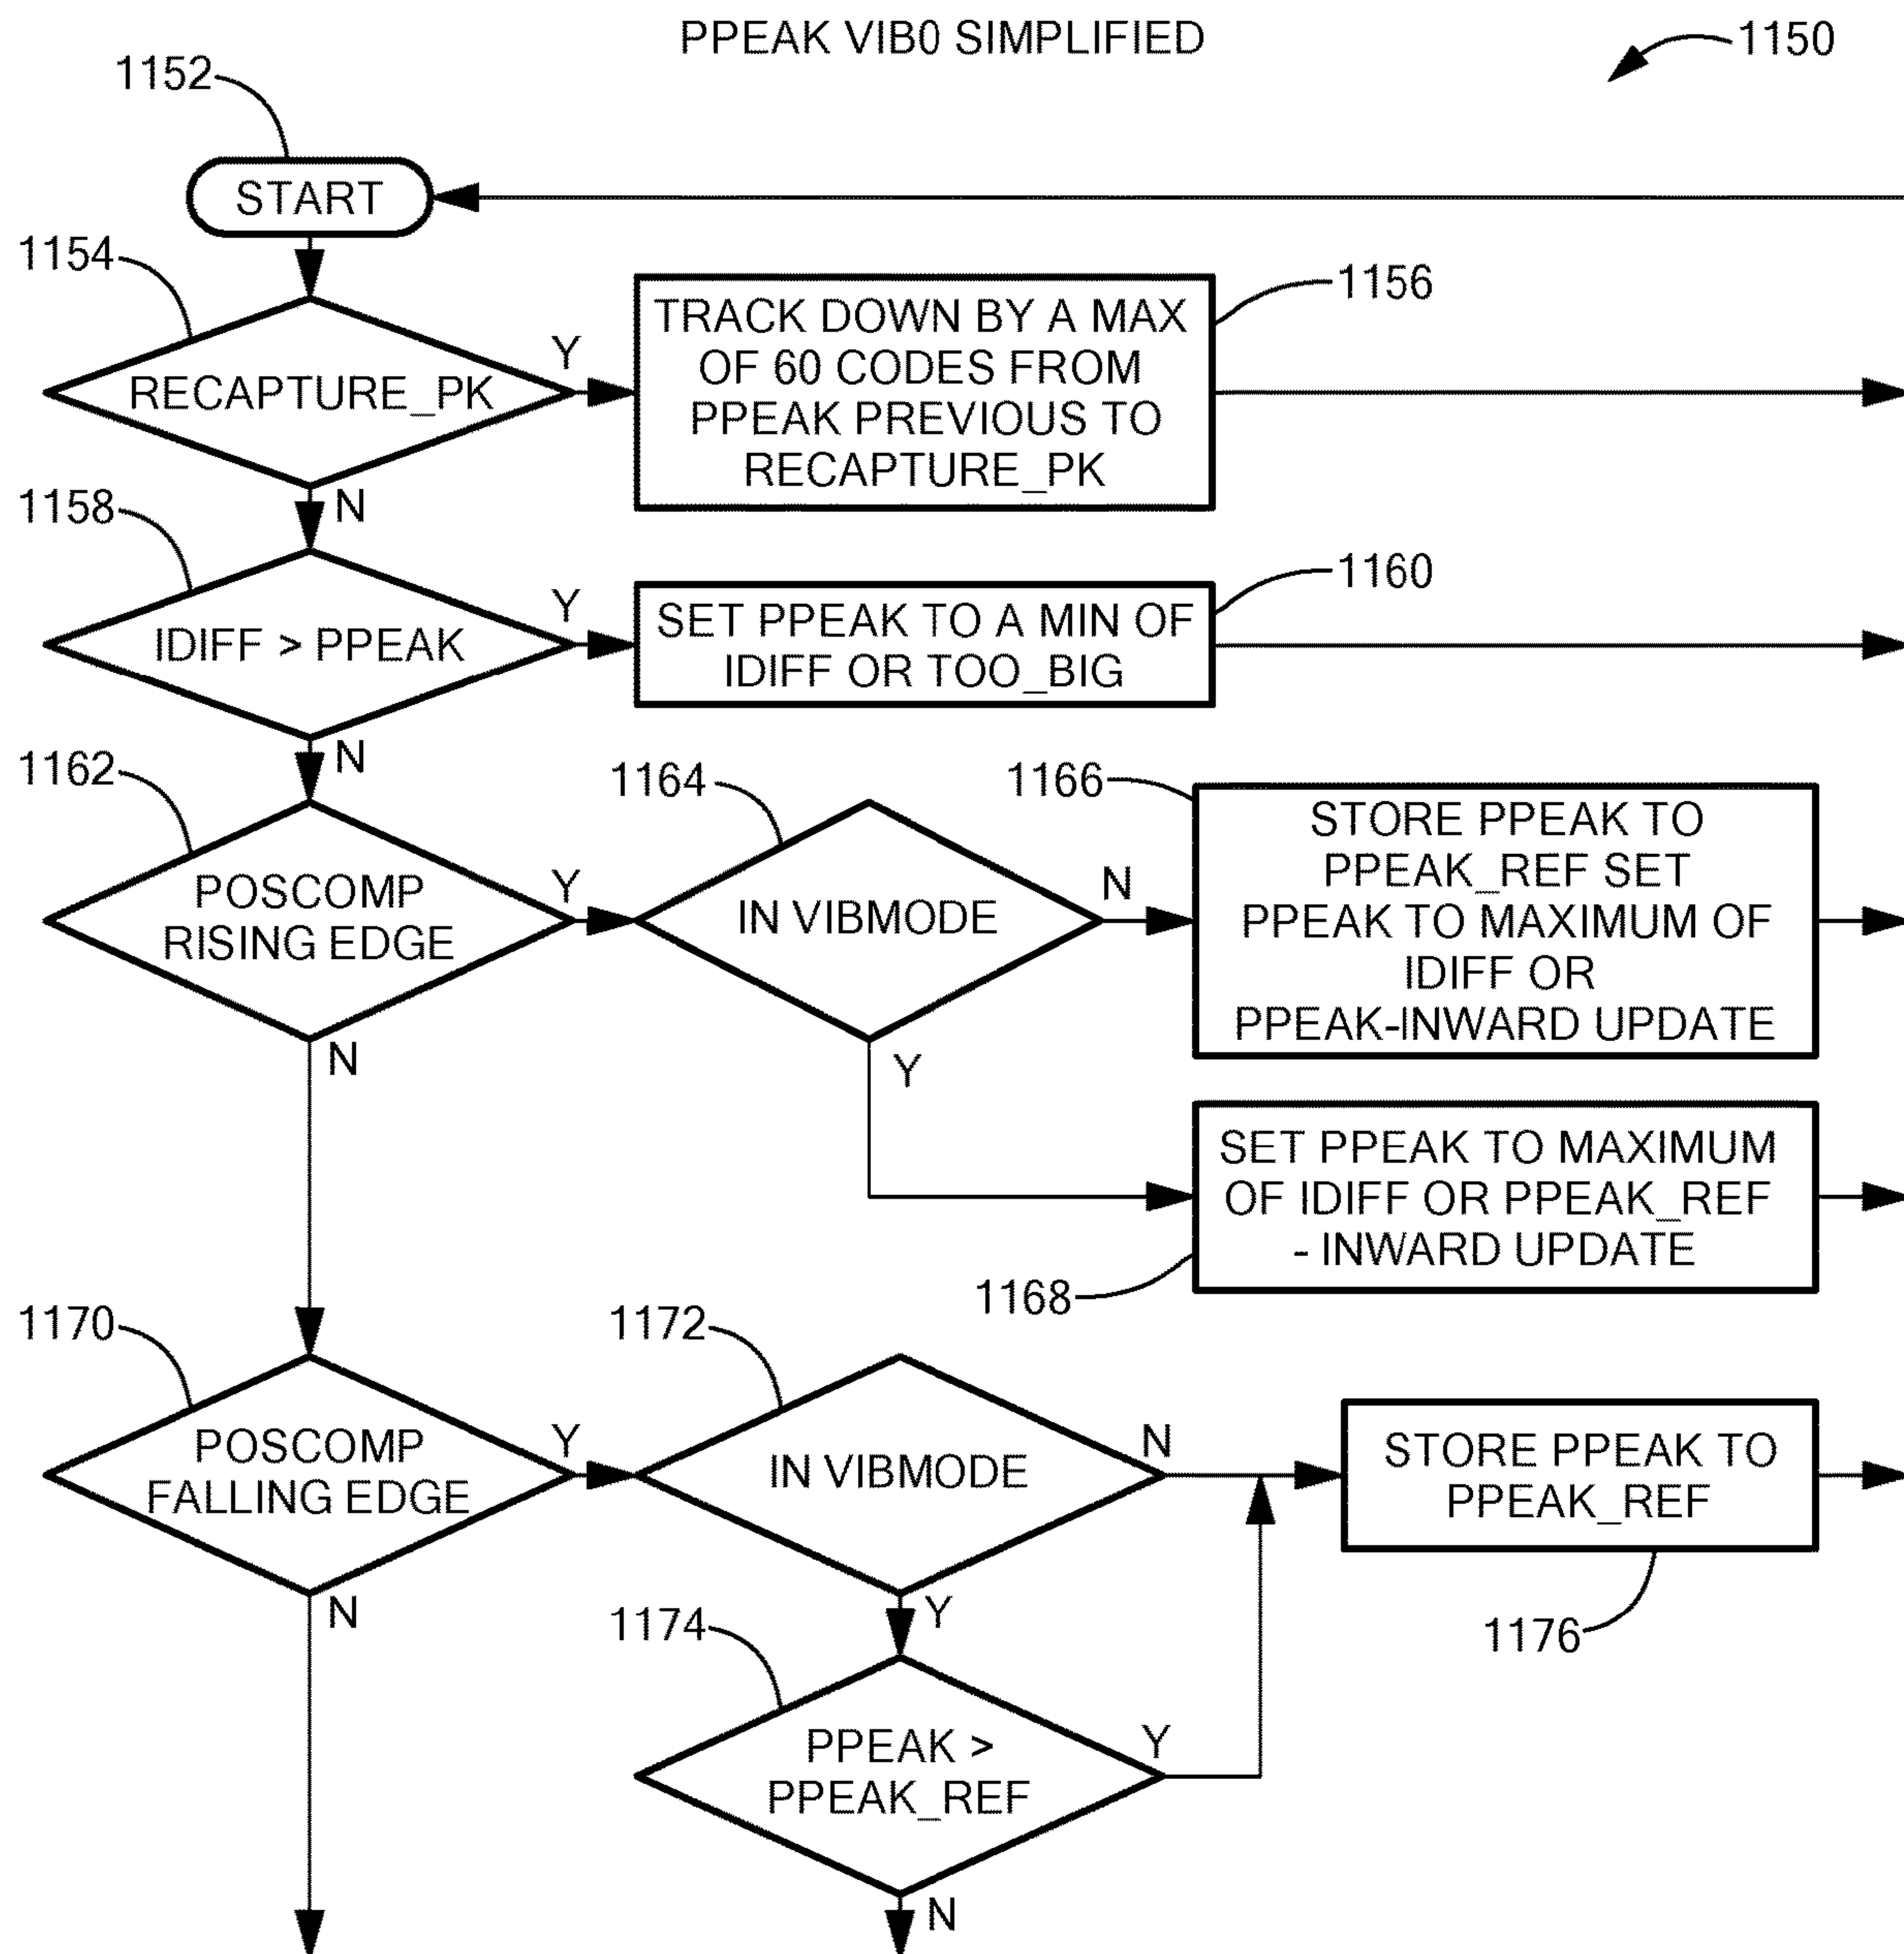 PPEAK VIB0 SIMPLIFIED
1150
1152
START
1154
RECAPTURE_PK
Y
N
1156
TRACK DOWN BY A MAX
OF 60 CODES FROM
PPEAK PREVIOUS TO
RECAPTURE_PK
1158
IDIFF > PPEAK
Y
N
1160
SET PPEAK TO A MIN OF
IDIFF OR TOO_BIG
1162
POSCOMP
RISING EDGE
Y
N
1164
IN VIBMODE
N
Y
1166
STORE PPEAK TO
PPEAK_REF SET
PPEAK TO MAXIMUM OF
IDIFF OR
PPEAK-INWARD UPDATE
SET PPEAK TO MAXIMUM
OF IDIFF OR PPEAK_REF
- INWARD UPDATE
1168
1170
POSCOMP
FALLING EDGE
Y
N
1172
IN VIBMODE
N
Y
STORE PPEAK TO
PPEAK_REF
1176
1174
PPEAK >
PPEAK_REF
Y
N